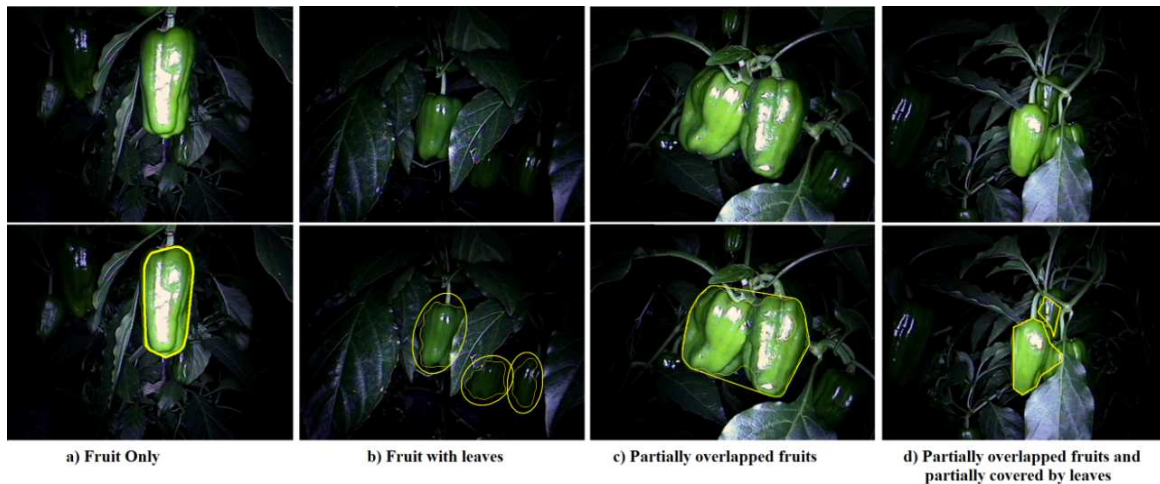 a) Fruit Only
b) Fruit with leaves
c) Partially overlapped fruits
d) Partially overlapped fruits and
partially covered by leaves